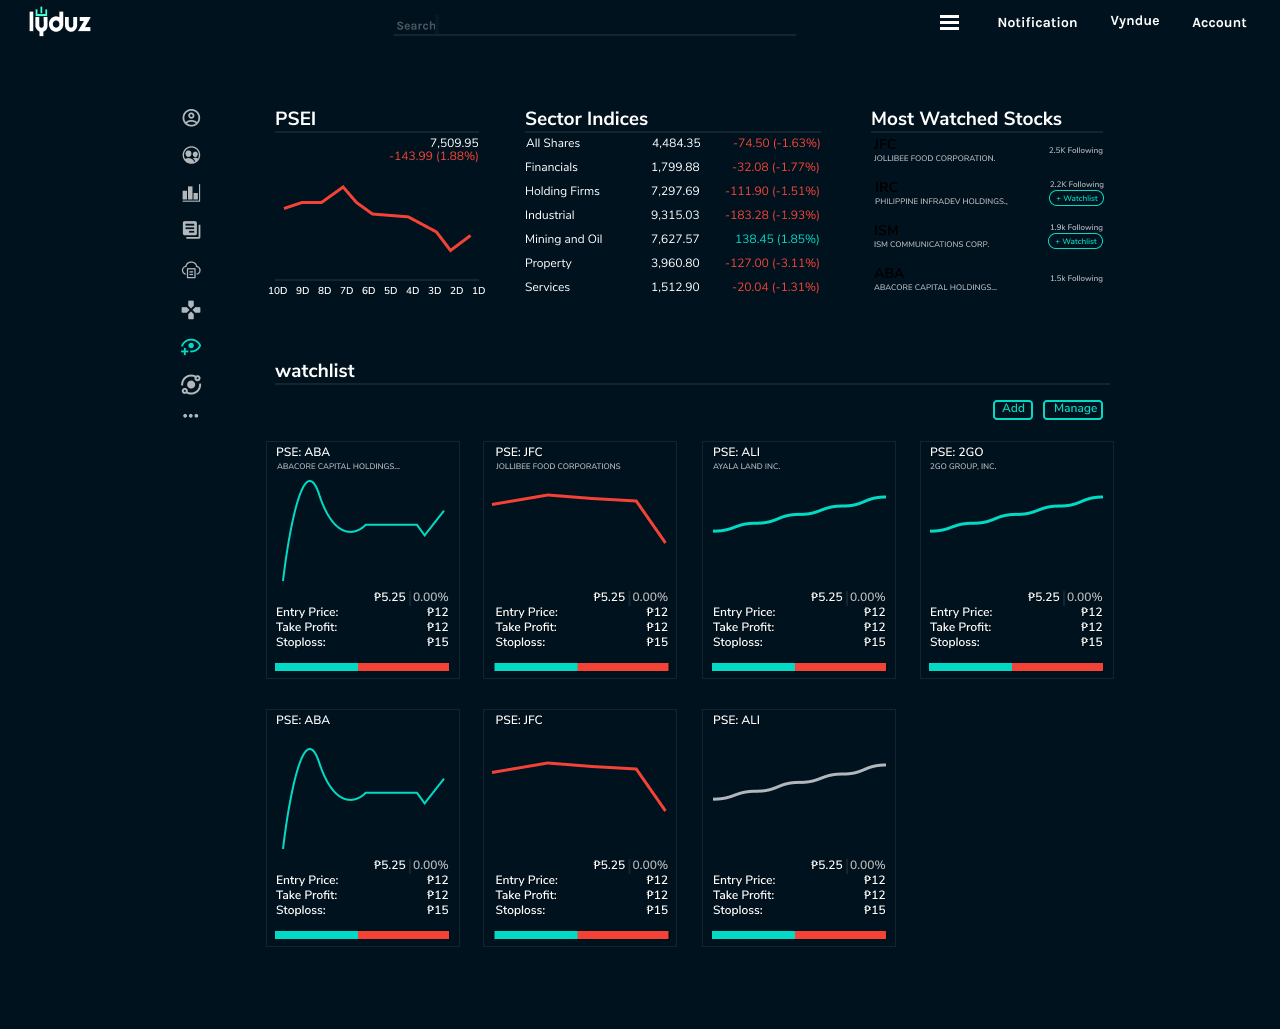 lyduz
Search
Notification
Vyndue
Account
PSEI
7,509.95
-143.99 (1.88%)
10D 9D 8D 7D 6D 5D 4D 3D 2D 1D
Sector Indices
All Shares 4,484.35 -74.50 (-1.63%)
Financials 1,799.88 -32.08 (-1.77%)
Holding Firms 7,297.69 -111.90 (-1.51%)
Industrial 9,315.03 -183.28 (-1.93%)
Mining and Oil 7,627.57 138.45 (1.85%)
Property 3,960.80 -127.00 (-3.11%)
Services 1,512.90 -20.04 (-1.31%)
Most Watched Stocks
JFC
2.5K Following
JOLLIBEE FOOD CORPORATION.
IRC
2.2K Following
PHILIPPINE INFRADEV HOLDINGS.,
+ Watchlist
ISM
1.9k Following
ISM COMMUNICATIONS CORP.
+ Watchlist
ABA
1.5k Following
ABACORE CAPITAL HOLDINGS...
watchlist
Add
Manage
PSE: ABA
ABACORE CAPITAL HOLDINGS...
₱5.25 0.00%
Entry Price: ₱12
Take Profit: ₱12
Stoploss: ₱15
PSE: JFC
JOLLIBEE FOOD CORPORATIONS
₱5.25 0.00%
Entry Price: ₱12
Take Profit: ₱12
Stoploss: ₱15
PSE: ALI
AYALA LAND INC.
₱5.25 0.00%
Entry Price: ₱12
Take Profit: ₱12
Stoploss: ₱15
PSE: 2GO
2GO GROUP, INC.
₱5.25 0.00%
Entry Price: ₱12
Take Profit: ₱12
Stoploss: ₱15
PSE: ABA
₱5.25 0.00%
Entry Price: ₱12
Take Profit: ₱12
Stoploss: ₱15
PSE: JFC
₱5.25 0.00%
Entry Price: ₱12
Take Profit: ₱12
Stoploss: ₱15
PSE: ALI
₱5.25 0.00%
Entry Price: ₱12
Take Profit: ₱12
Stoploss: ₱15